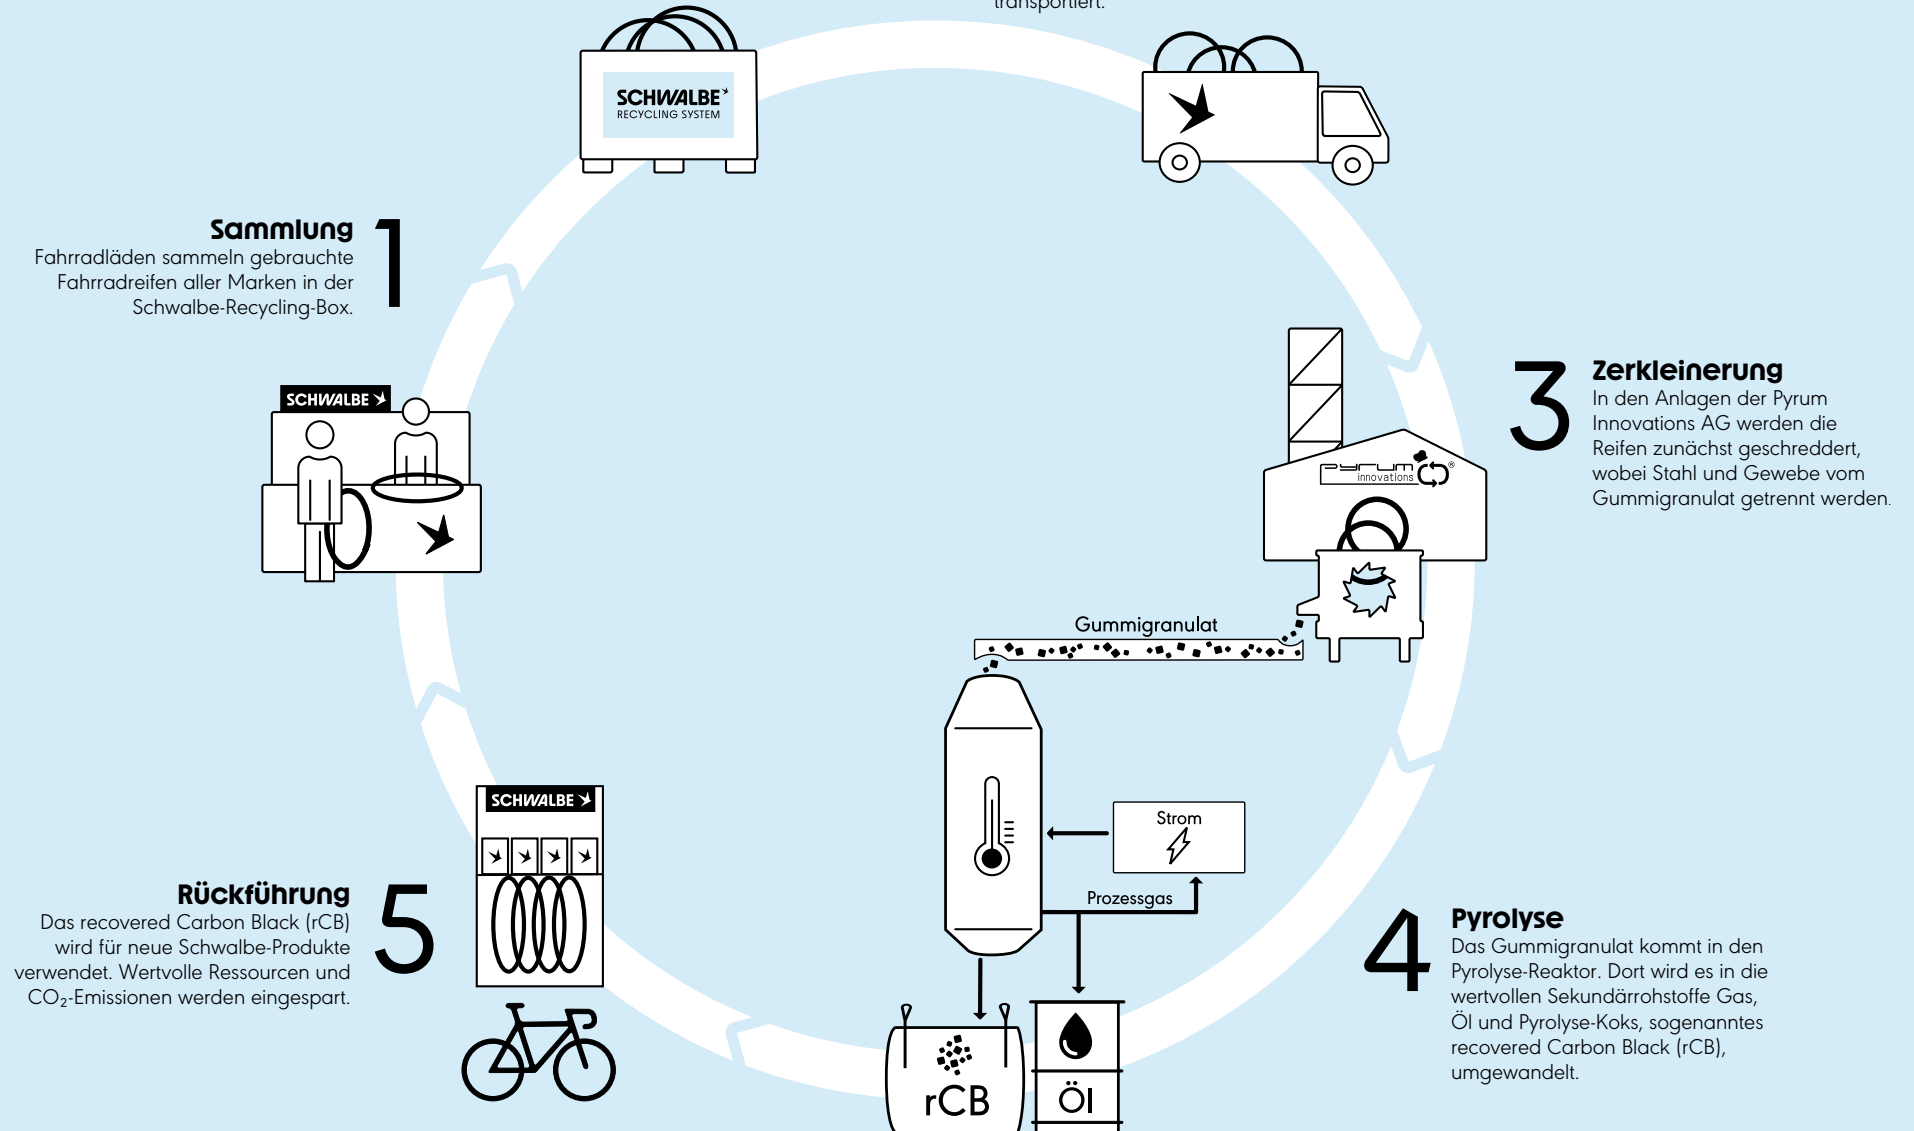 transportiert.
SCHWALBE
RECYCLING SYSTEM
1
Sammlung
Fahrradläden sammeln gebrauchte
Fahrradreifen aller Marken in der
Schwalbe-Recycling-Box.
SCHWALBE
3
Zerkleinerung
In den Anlagen der Pyrum
Innovations AG werden die
Reifen zunächst geschreddert,
wobei Stahl und Gewebe vom
Gummigranulat getrennt werden.
pyrum
innovations ®
Gummigranulat
Strom
Prozessgas
4
Pyrolyse
Das Gummigranulat kommt in den
Pyrolyse-Reaktor. Dort wird es in die
wertvollen Sekundärrohstoffe Gas,
Öl und Pyrolyse-Koks, sogenanntes
recovered Carbon Black (rCB),
umgewandelt.
rCB
Öl
SCHWALBE
5
Rückführung
Das recovered Carbon Black (rCB)
wird für neue Schwalbe-Produkte
verwendet. Wertvolle Ressourcen und
CO₂-Emissionen werden eingespart.